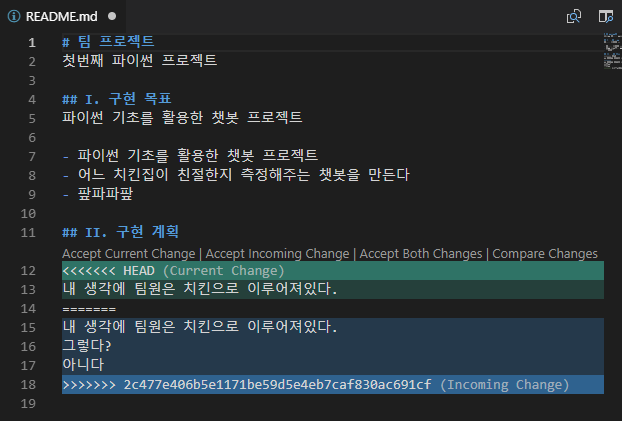 README.md
1 # 팀 프로젝트
2 첫번째 파이썬 프로젝트
3
4 ## I. 구현 목표
5 파이썬 기초를 활용한 챗봇 프로젝트
6
7 - 파이썬 기초를 활용한 챗봇 프로젝트
8 - 어느 치킨집이 친절한지 측정해주는 챗봇을 만든다
9 - 팦파파팦
10
11 ## II. 구현 계획
Accept Current Change | Accept Incoming Change | Accept Both Changes | Compare Changes
12 <<<<<<< HEAD (Current Change)
13 내 생각에 팀원은 치킨으로 이루어져있다.
14 =======
15 내 생각에 팀원은 치킨으로 이루어져있다.
16 그렇다?
17 아니다
18 >>>>>>> 2c477e406b5e1171be59d5e4eb7caf830ac691cf (Incoming Change)
19